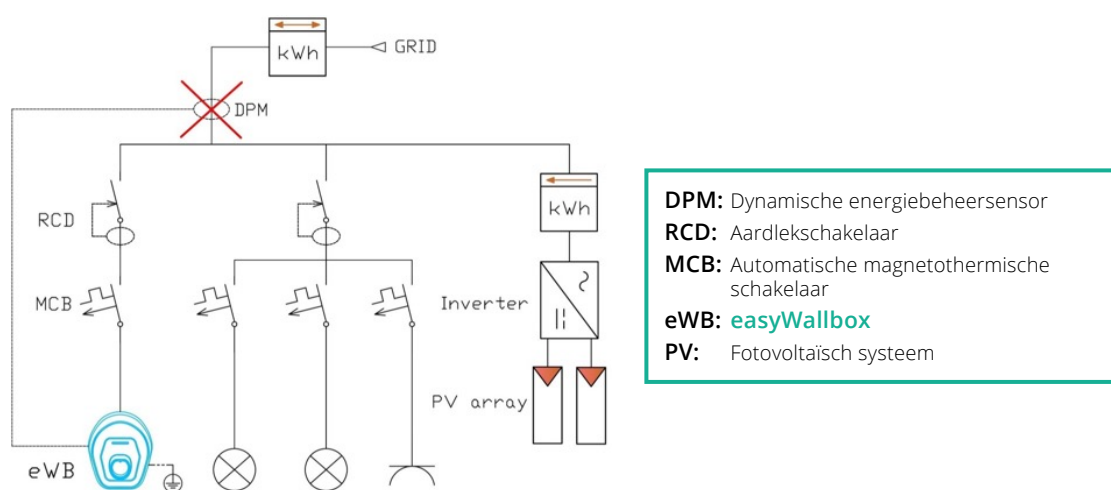 kWh
GRID
DPM
RCD
kWh
MCB
Inverter
PV array
eWB
DPM: Dynamische energiebeheersensor
RCD: Aardlekschakelaar
MCB: Automatische magnetothermische
schakelaar
eWB: easyWallbox
PV: Fotovoltaïsch systeem